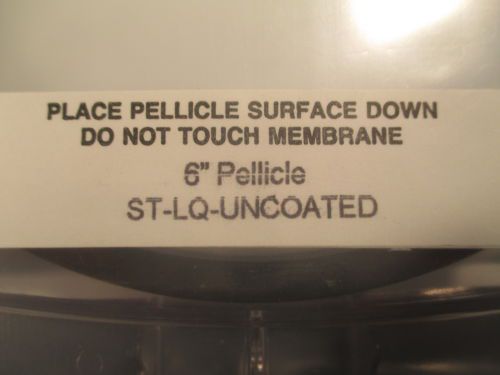 PLACE PELLICLE SURFACE DOWN
DO NOT TOUCH MEMBRANE
6" Pellicle
ST-LQ-UNCOATED